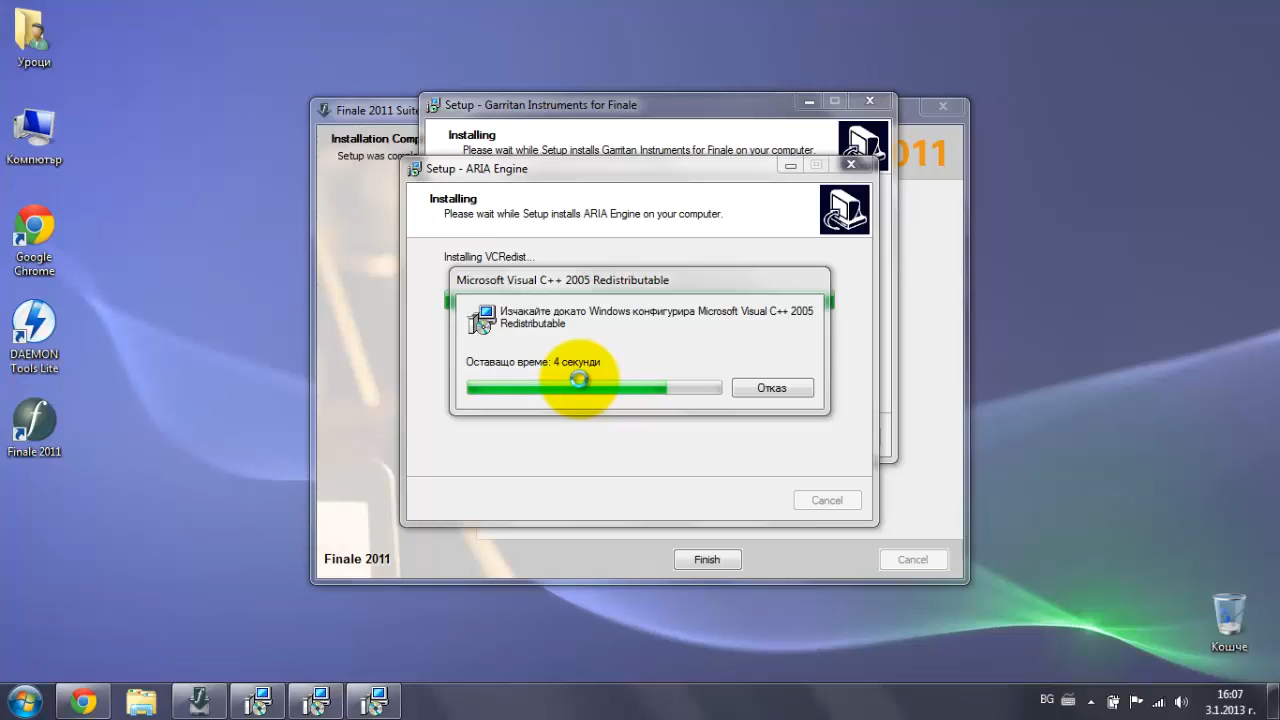 Уроци
Компютър
Google
Chrome
DAEMON
Tools Lite
Finale 2011
Finale 2011 Suite
Installation Comp
Setup was comple
011
Setup - Garritan Instruments for Finale
Installing
Please wait while Setup installs Garritan Instruments for Finale on your computer.
Setup - ARIA Engine
Installing
Please wait while Setup installs ARIA Engine on your computer.
Installing VCRedist...
Microsoft Visual C++ 2005 Redistributable
Изчакайте докато Windows конфигурира Microsoft Visual C++ 2005
Redistributable
Оставащо време: 4 секунди
Отказ
Cancel
Finale 2011
Finish
Cancel
Кошче
BG
16:07
3.1.2013 г.